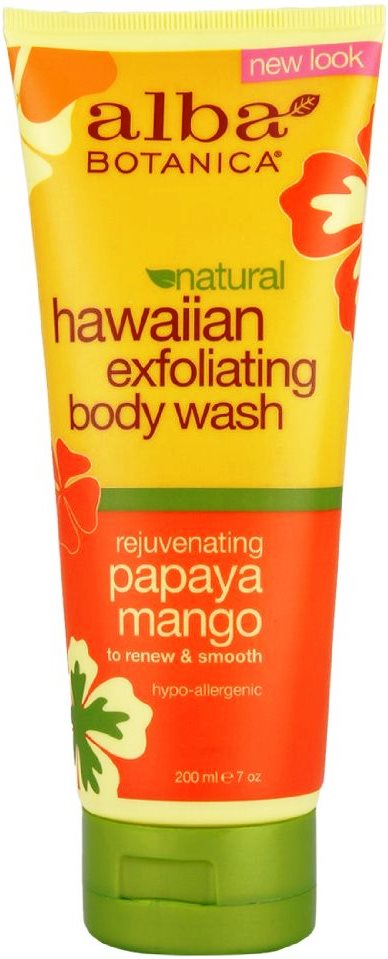 new look
alba
BOTANICA®
natural
hawaiian
exfoliating
body wash
rejuvenating
papaya
mango
to renew & smooth
hypo-allergenic
200 ml ℮ 7 oz